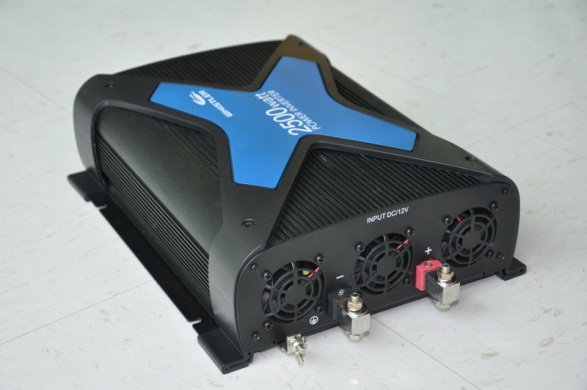 WHISTLER
2500watt
POWER INVERTER
INPUT DC/12V
−
+